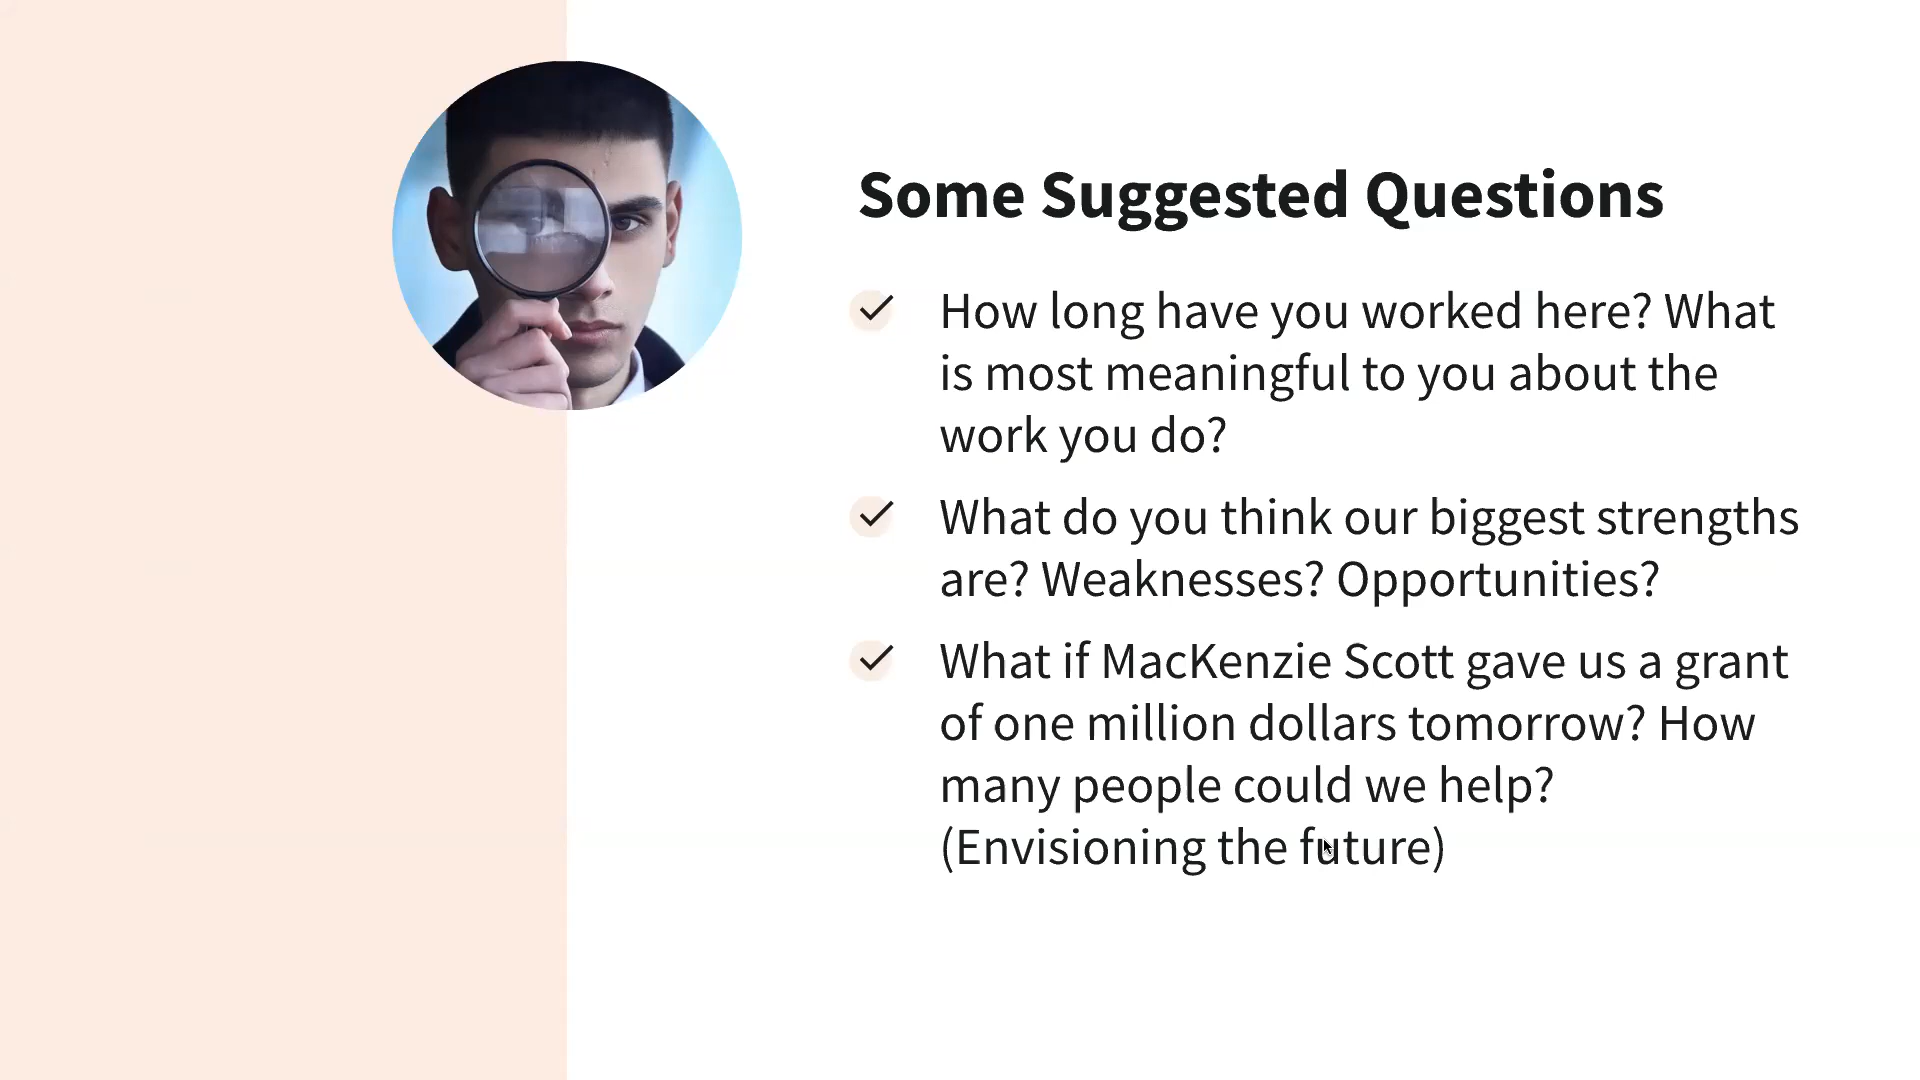 Some Suggested Questions
How long have you worked here? What
is most meaningful to you about the
work you do?
What do you think our biggest strengths
are? Weaknesses? Opportunities?
What if MacKenzie Scott gave us a grant
of one million dollars tomorrow? How
many people could we help?
(Envisioning the future)